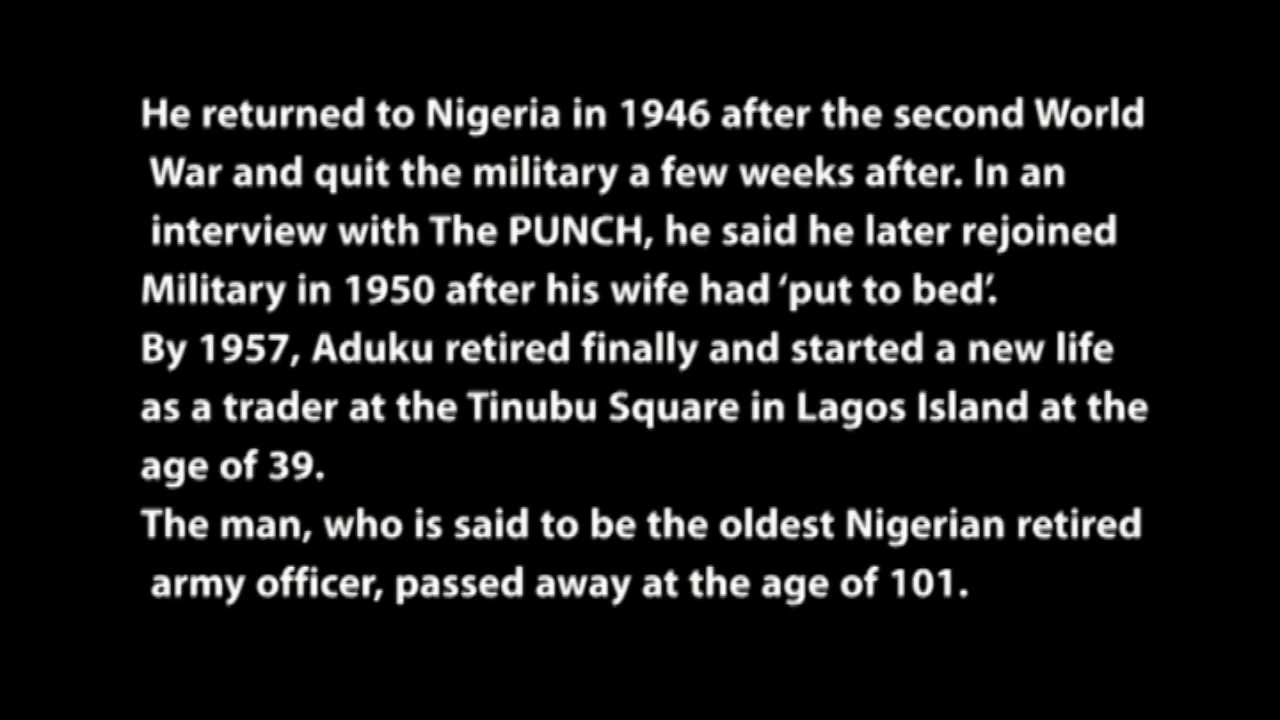 He returned to Nigeria in 1946 after the second World
War and quit the military a few weeks after. In an
interview with The PUNCH, he said he later rejoined
Military in 1950 after his wife had ‘put to bed’.
By 1957, Aduku retired finally and started a new life
as a trader at the Tinubu Square in Lagos Island at the
age of 39.
The man, who is said to be the oldest Nigerian retired
army officer, passed away at the age of 101.